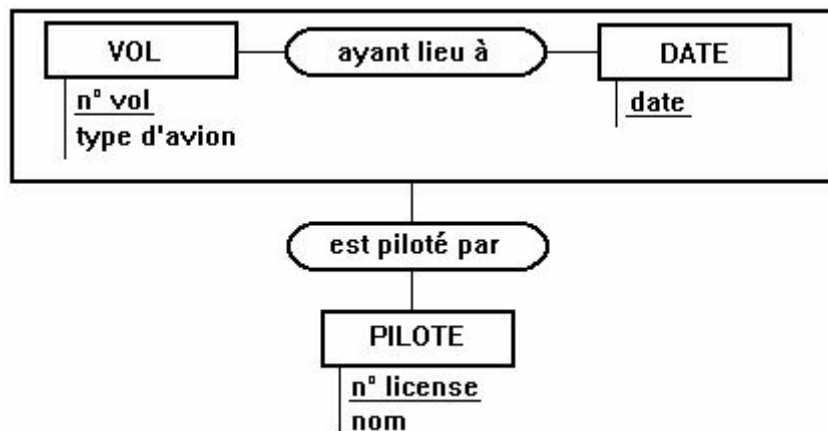 VOL
ayant lieu à
DATE
n° vol
type d'avion
date
est piloté par
PILOTE
n° license
nom